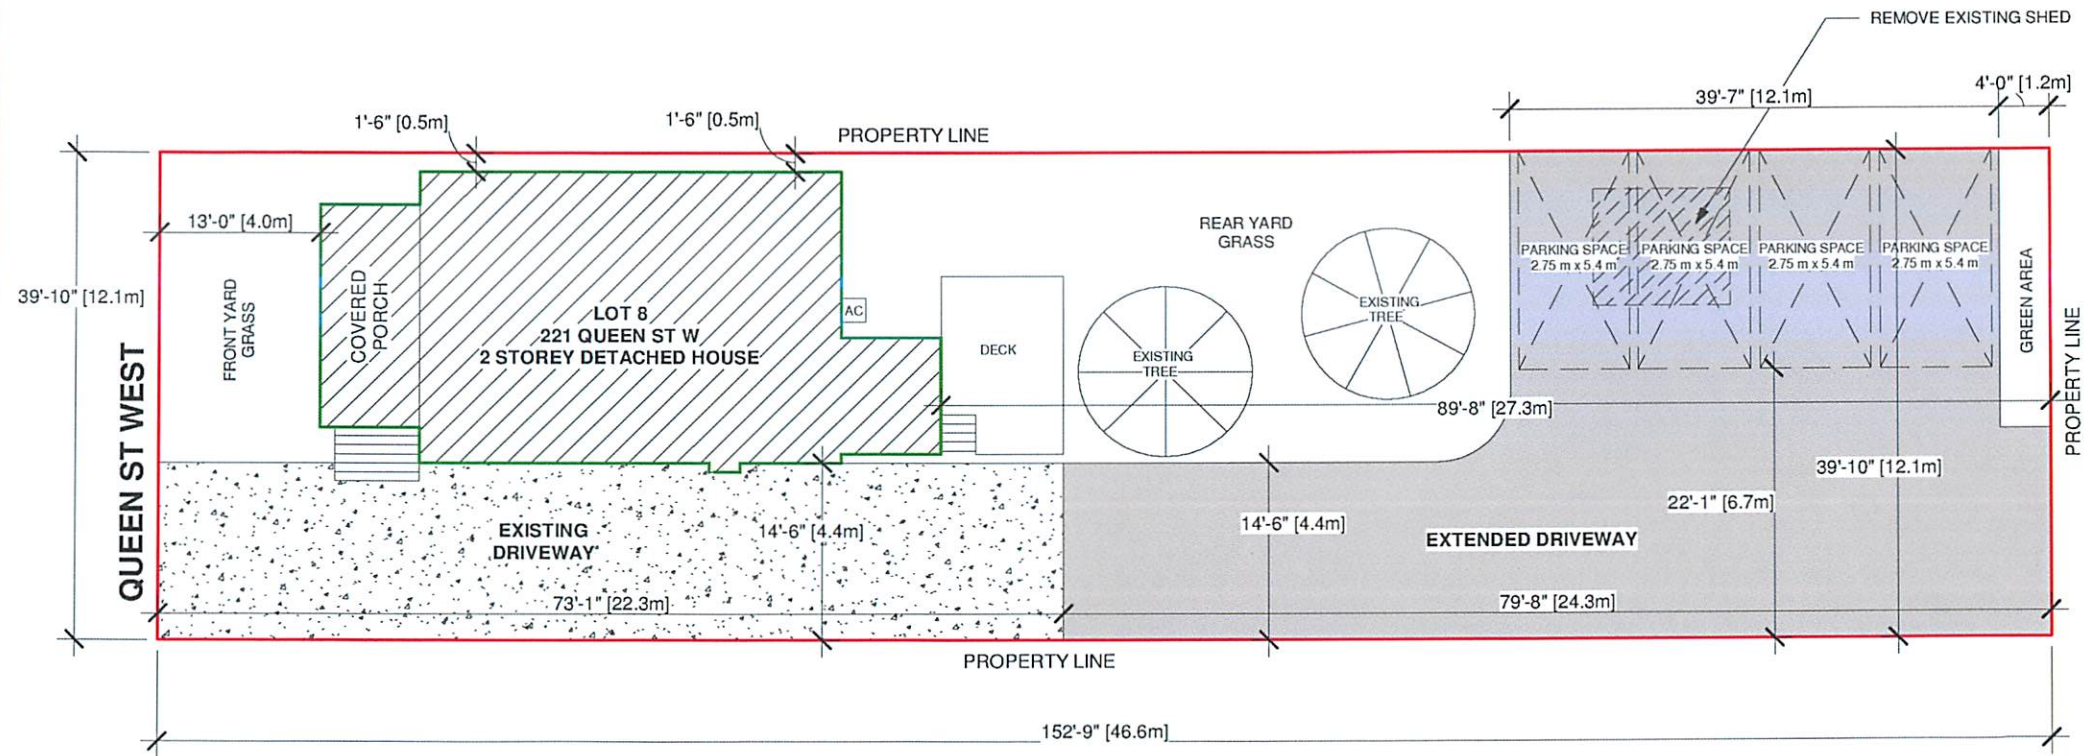 REMOVE EXISTING SHED
4'-0" [1.2m]
39'-7" [12.1m]
1'-6" [0.5m]
1'-6" [0.5m]
PROPERTY LINE
13'-0" [4.0m]
39'-10" [12.1m]
QUEEN ST WEST
FRONT YARD
GRASS
COVERED
PORCH
LOT 8
221 QUEEN ST W
2 STOREY DETACHED HOUSE
AC
DECK
EXISTING
TREE
REAR YARD
GRASS
EXISTING
TREE
PARKING SPACE
2.75 m x 5.4 m
PARKING SPACE
2.75 m x 5.4 m
PARKING SPACE
2.75 m x 5.4 m
PARKING SPACE
2.75 m x 5.4 m
GREEN AREA
PROPERTY LINE
89'-8" [27.3m]
39'-10" [12.1m]
22'-1" [6.7m]
EXISTING
DRIVEWAY
14'-6" [4.4m]
14'-6" [4.4m]
EXTENDED DRIVEWAY
73'-1" [22.3m]
79'-8" [24.3m]
PROPERTY LINE
152'-9" [46.6m]